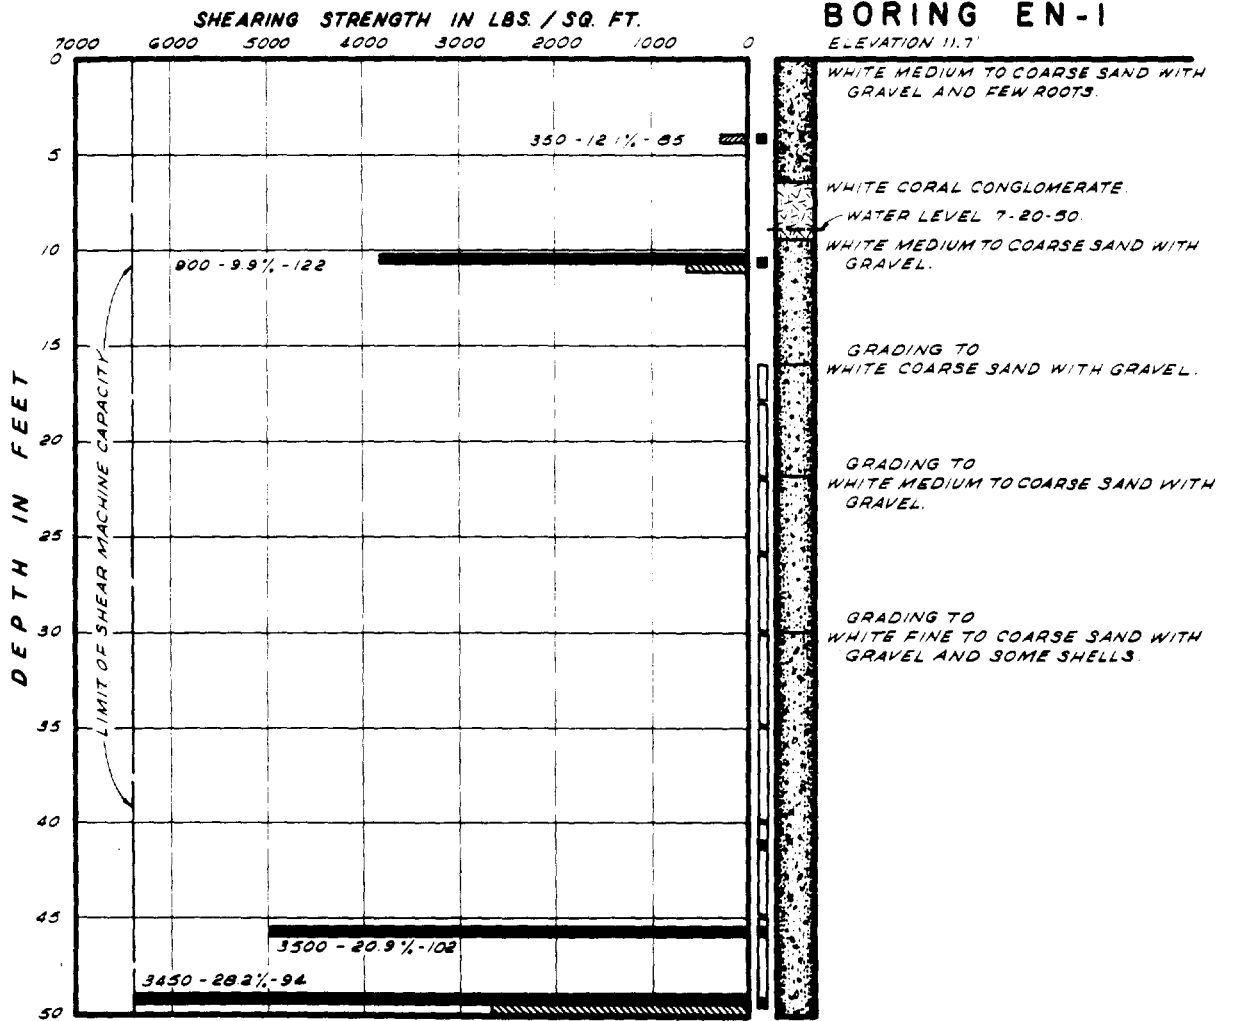 SHEARING STRENGTH IN LBS. / SQ. FT.
BORING EN-1
7000 6000 5000 4000 3000 2000 1000 0
ELEVATION 11.7'
0
WHITE MEDIUM TO COARSE SAND WITH
GRAVEL AND FEW ROOTS.
350 - 12.1% - 85
5
WHITE CORAL CONGLOMERATE.
WATER LEVEL 7-20-50.
10
WHITE MEDIUM TO COARSE SAND WITH
GRAVEL.
900 - 9.9% - 122
15
GRADING TO
WHITE COARSE SAND WITH GRAVEL.
20
GRADING TO
WHITE MEDIUM TO COARSE SAND WITH
GRAVEL.
25
30
GRADING TO
WHITE FINE TO COARSE SAND WITH
GRAVEL AND SOME SHELLS.
35
40
45
3500 - 20.9% - 102
3450 - 28.2% - 94
50
DEPTH IN FEET
LIMIT OF SHEAR MACHINE CAPACITY